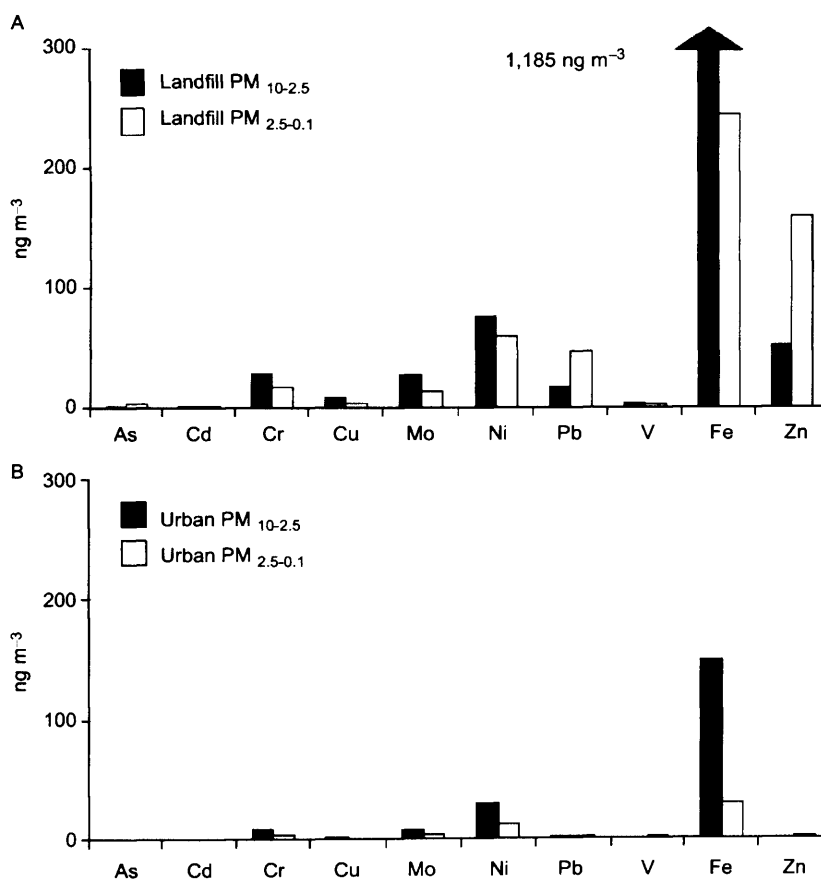 A
300
1,185 ng m⁻³
Landfill PM 10-2.5
Landfill PM 2.5-0.1
200
ng m⁻³
100
0
As Cd Cr Cu Mo Ni Pb V Fe Zn
B
300
Urban PM 10-2.5
Urban PM 2.5-0.1
200
ng m⁻³
100
0
As Cd Cr Cu Mo Ni Pb V Fe Zn